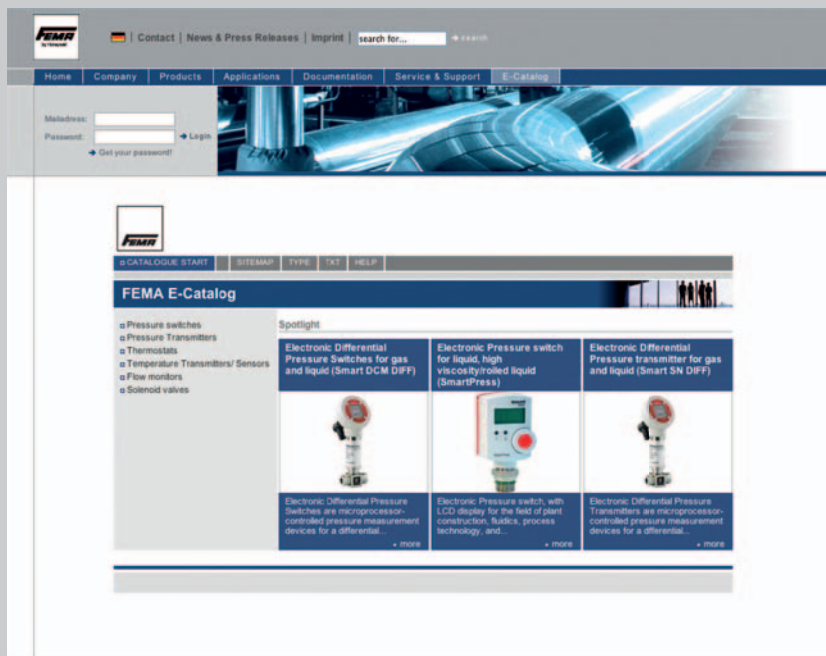 FEMA
by Honeywell
| Contact | News & Press Releases | Imprint | search for... search
Home Company Products Applications Documentation Service & Support E-Catalog
Mailadress:
Password: Login
Get your password!
FEMA
CATALOGUE START SITEMAP TYPE TXT HELP
FEMA E-Catalog
Pressure switches
Pressure Transmitters
Thermostats
Temperature Transmitters/ Sensors
Flow monitors
Solenoid valves
Spotlight
Electronic Differential
Pressure Switches for gas
and liquid (Smart DCM DIFF)
Electronic Differential Pressure
Switches are microprocessor-
controlled pressure measurement
devices for a differential...
more
Electronic Pressure switch
for liquid, high
viscosity/roiled liquid
(SmartPress)
Electronic Pressure switch, with
LCD display for the field of plant
construction, fluidics, process
technology, and...
more
Electronic Differential
Pressure transmitter for gas
and liquid (Smart SN DIFF)
Electronic Differential Pressure
Transmitters are microprocessor-
controlled pressure measurement
devices for a differential...
more